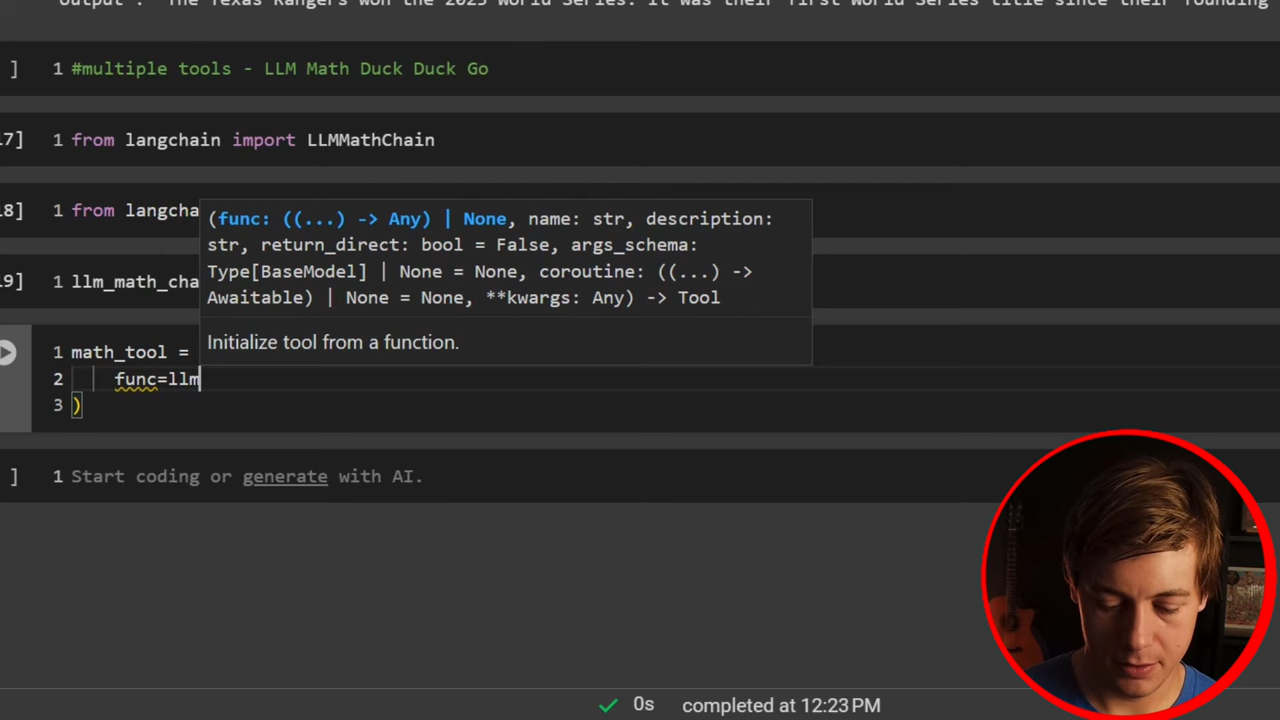 output : The Texas Rangers won the 2023 World Series. It was their first World Series title since their founding
] 1 #multiple tools - LLM Math Duck Duck Go
17] 1 from langchain import LLMMathChain
18] 1 from langcha
(func: ((...) -> Any) | None, name: str, description:
str, return_direct: bool = False, args_schema:
Type[BaseModel] | None = None, coroutine: ((...) ->
Awaitable) | None = None, **kwargs: Any) -> Tool
Initialize tool from a function.
19] llm_math_cha
1 math_tool =
2 func=llm
3 )
] 1 Start coding or generate with AI.
0s completed at 12:23 PM